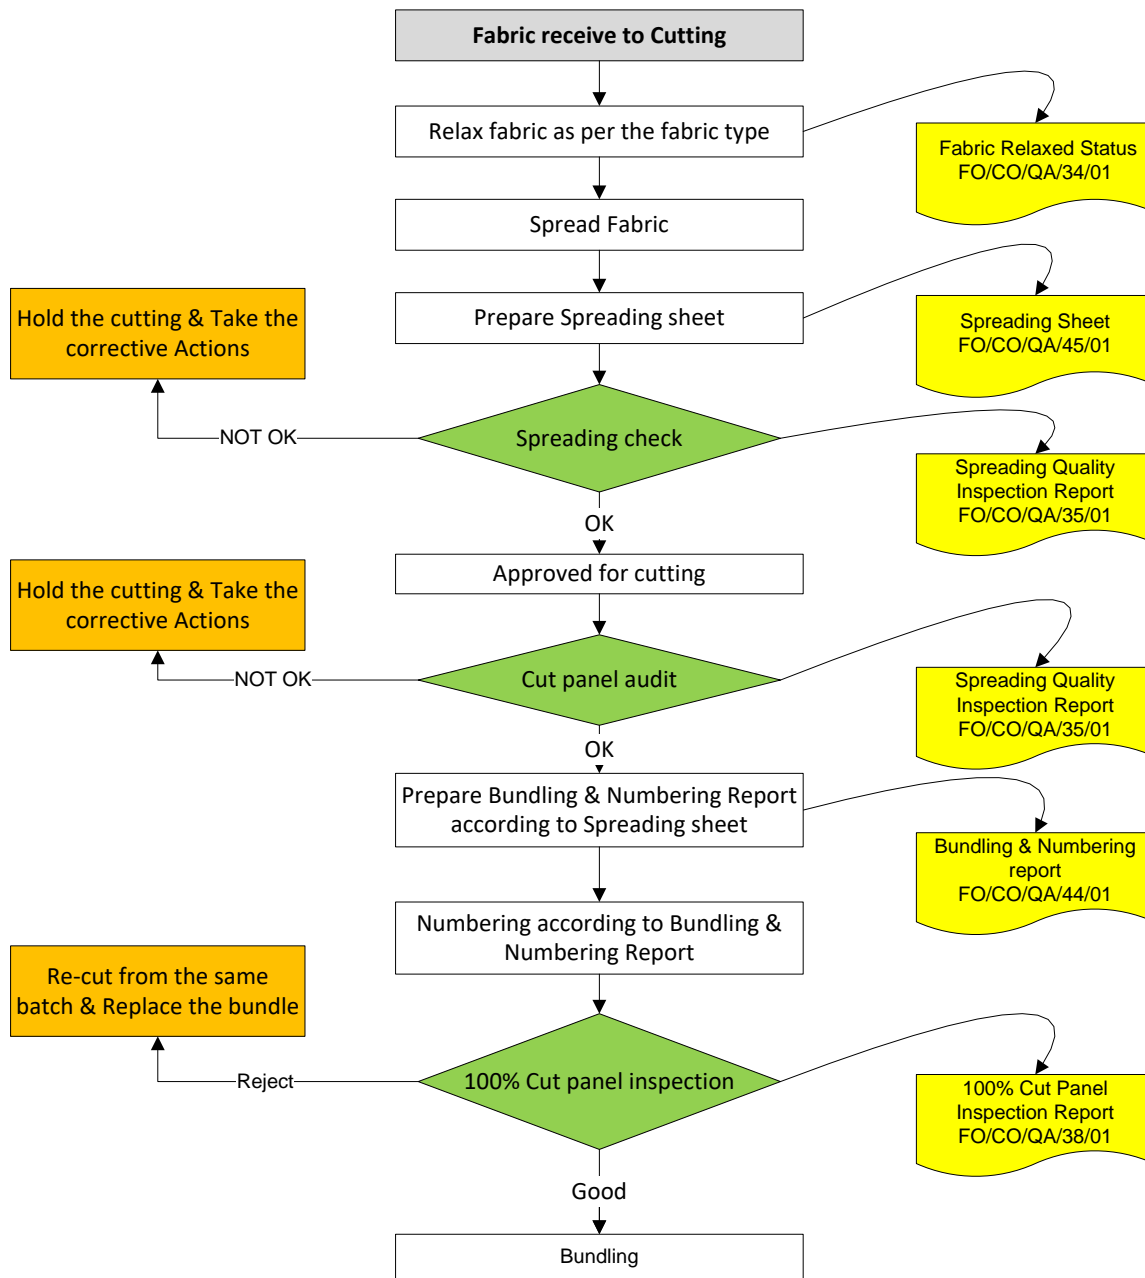 Fabric receive to Cutting
Relax fabric as per the fabric type
Fabric Relaxed Status
FO/CO/QA/34/01
Spread Fabric
Hold the cutting & Take the
corrective Actions
Prepare Spreading sheet
Spreading Sheet
FO/CO/QA/45/01
NOT OK
Spreading check
Spreading Quality
Inspection Report
FO/CO/QA/35/01
OK
Hold the cutting & Take the
corrective Actions
Approved for cutting
NOT OK
Cut panel audit
Spreading Quality
Inspection Report
FO/CO/QA/35/01
OK
Prepare Bundling & Numbering Report
according to Spreading sheet
Bundling & Numbering
report
FO/CO/QA/44/01
Numbering according to Bundling &
Numbering Report
Re-cut from the same
batch & Replace the bundle
Reject
100% Cut panel inspection
100% Cut Panel
Inspection Report
FO/CO/QA/38/01
Good
Bundling